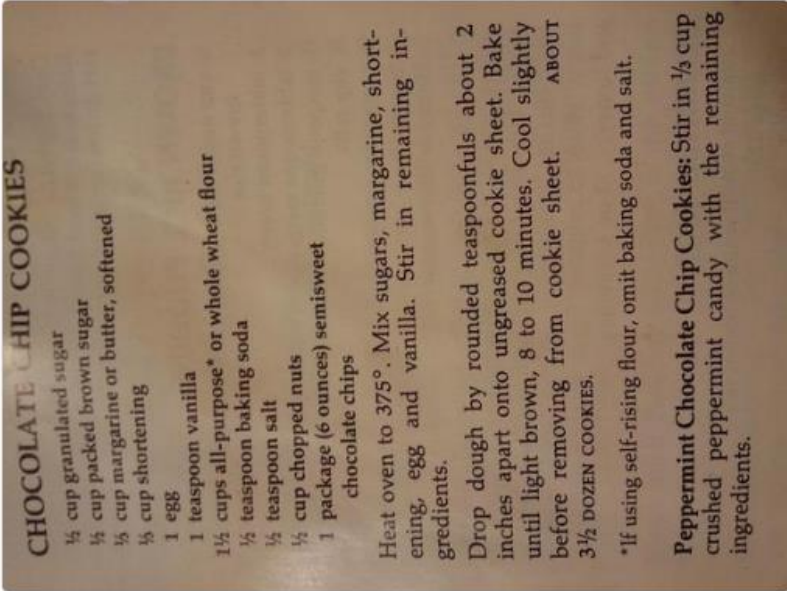 CHOCOLATE CHIP COOKIES
½ cup granulated sugar
½ cup packed brown sugar
⅓ cup margarine or butter, softened
⅓ cup shortening
1 egg
1 teaspoon vanilla
1½ cups all-purpose* or whole wheat flour
½ teaspoon baking soda
½ teaspoon salt
½ cup chopped nuts
1 package (6 ounces) semisweet
chocolate chips
Heat oven to 375°. Mix sugars, margarine, short-
ening, egg and vanilla. Stir in remaining in-
gredients.
Drop dough by rounded teaspoonfuls about 2
inches apart onto ungreased cookie sheet. Bake
until light brown, 8 to 10 minutes. Cool slightly
before removing from cookie sheet. ABOUT
3½ DOZEN COOKIES.
*If using self-rising flour, omit baking soda and salt.
Peppermint Chocolate Chip Cookies: Stir in ⅓ cup
crushed peppermint candy with the remaining
ingredients.